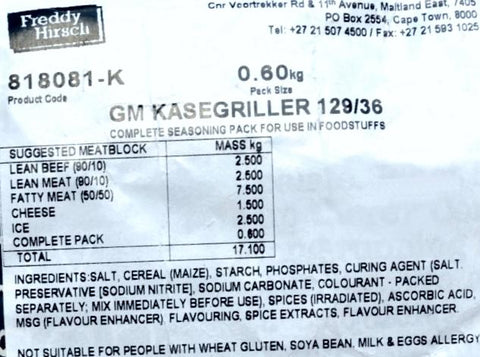 Freddy
Hirsch
Cnr Voortrekker Rd & 11th Avenue, Maitland East, 7405
PO Box 2554, Cape Town, 8000
Tel: +27 21 507 4500 / Fax: +27 21 593 1025
818081-K
Product Code
0.60kg
Pack Size
GM KASEGRILLER 129/36
COMPLETE SEASONING PACK FOR USE IN FOODSTUFFS
SUGGESTED MEATBLOCK MASS kg
LEAN BEEF (90/10) 2.500
LEAN MEAT (90/10) 2.500
FATTY MEAT (50/50) 7.500
CHEESE 1.500
ICE 2.500
COMPLETE PACK 0.600
TOTAL 17.100
INGREDIENTS:SALT, CEREAL (MAIZE), STARCH, PHOSPHATES, CURING AGENT (SALT.
PRESERVATIVE [SODIUM NITRITE], SODIUM CARBONATE, COLOURANT - PACKED
SEPARATELY; MIX IMMEDIATELY BEFORE USE), SPICES (IRRADIATED), ASCORBIC ACID,
MSG (FLAVOUR ENHANCER). FLAVOURING, SPICE EXTRACTS, FLAVOUR ENHANCER.
NOT SUITABLE FOR PEOPLE WITH WHEAT GLUTEN, SOYA BEAN, MILK & EGGS ALLERGY